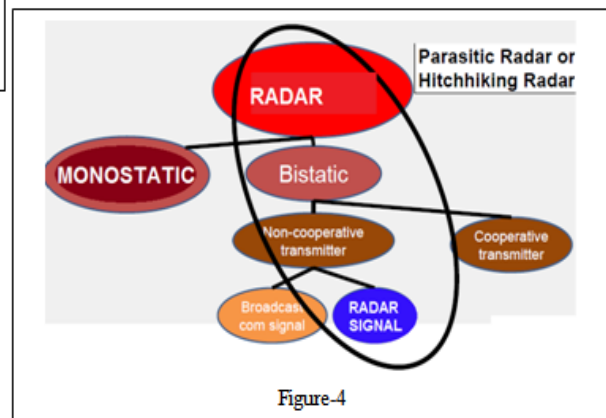 Parasitic Radar or
Hitchhiking Radar
RADAR
MONOSTATIC
Bistatic
Non-cooperative
transmitter
Cooperative
transmitter
Broadcast
com signal
RADAR
SIGNAL
Figure-4